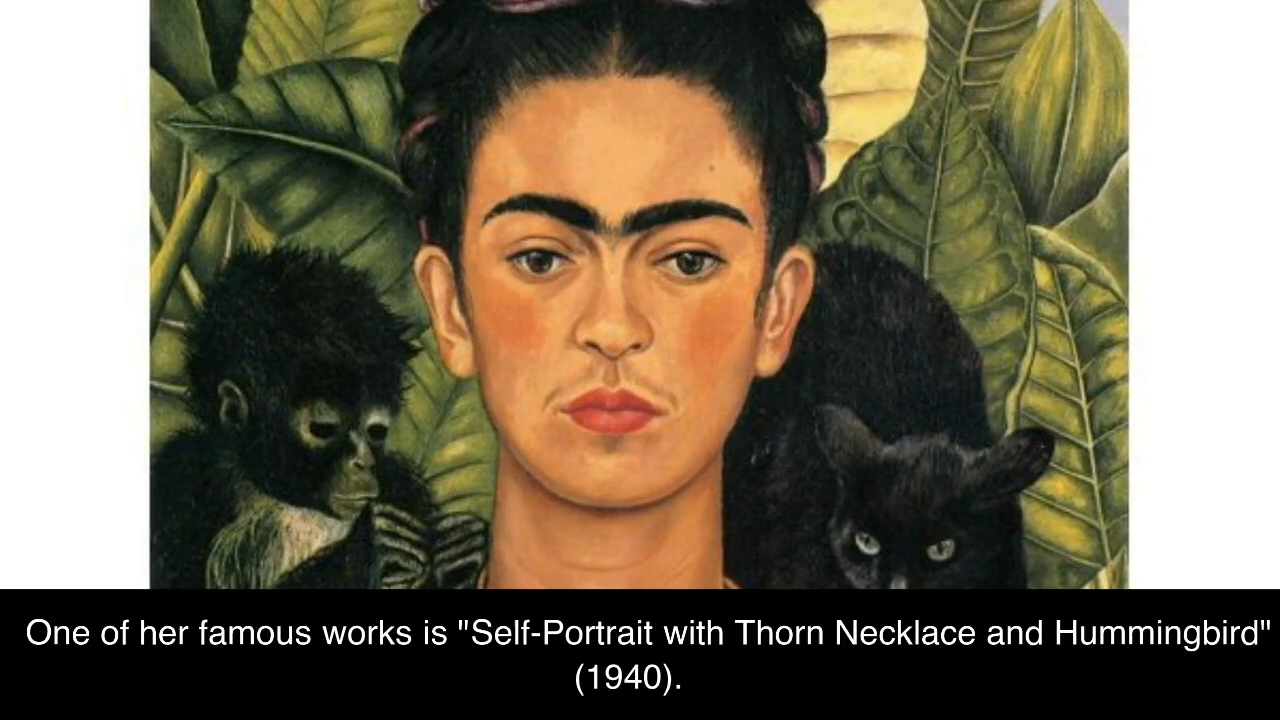 One of her famous works is "Self-Portrait with Thorn Necklace and Hummingbird"
(1940).